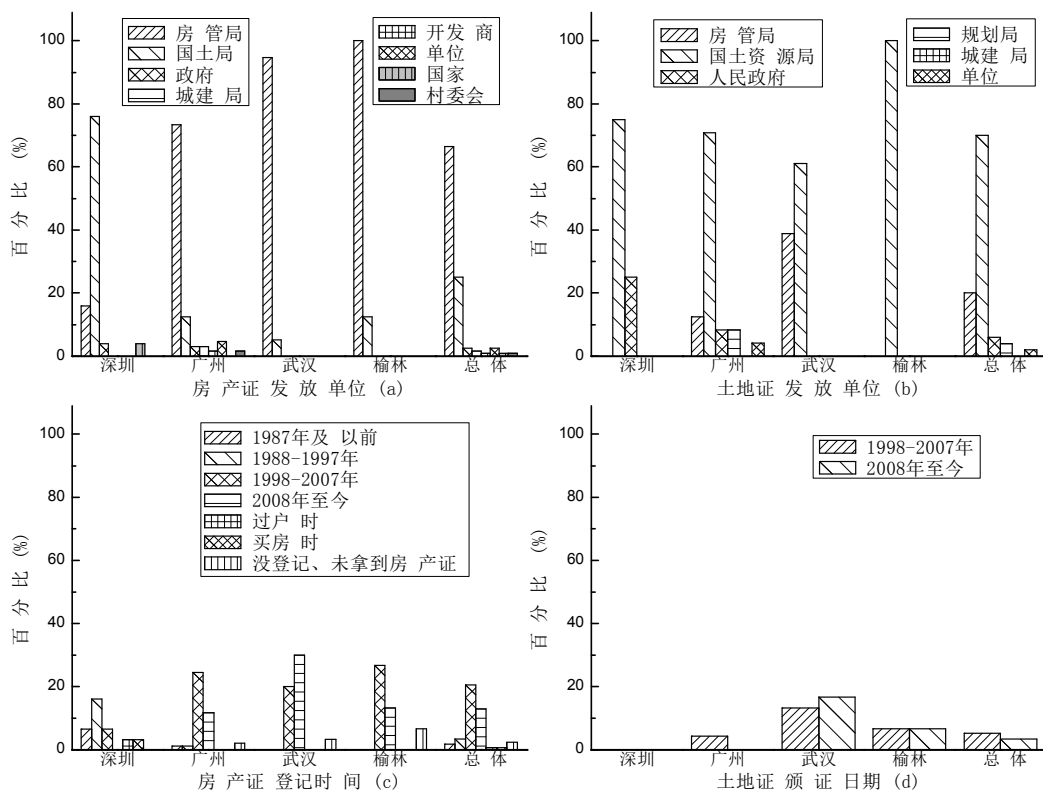 房 管局
国土局
政府
城建 局
开发 商
单位
国家
村委会
百 分 比 (%)
100
80
60
40
20
0
深圳
广州
武汉
榆林
总 体
房 产证 发 放 单位 (a)
房 管局
国土资 源局
人民政府
规划局
城建 局
单位
百 分 比 (%)
100
80
60
40
20
0
深圳
广州
武汉
榆林
总 体
土地证 发 放 单位 (b)
1987年及 以前
1988-1997年
1998-2007年
2008年至今
过户 时
买房 时
没登记、未拿到房 产证
百 分 比 (%)
100
80
60
40
20
0
深圳
广州
武汉
榆林
总 体
房 产证 登记时 间 (c)
1998-2007年
2008年至今
百 分 比 (%)
100
80
60
40
20
0
深圳
广州
武汉
榆林
总 体
土地证 颁 证 日期 (d)